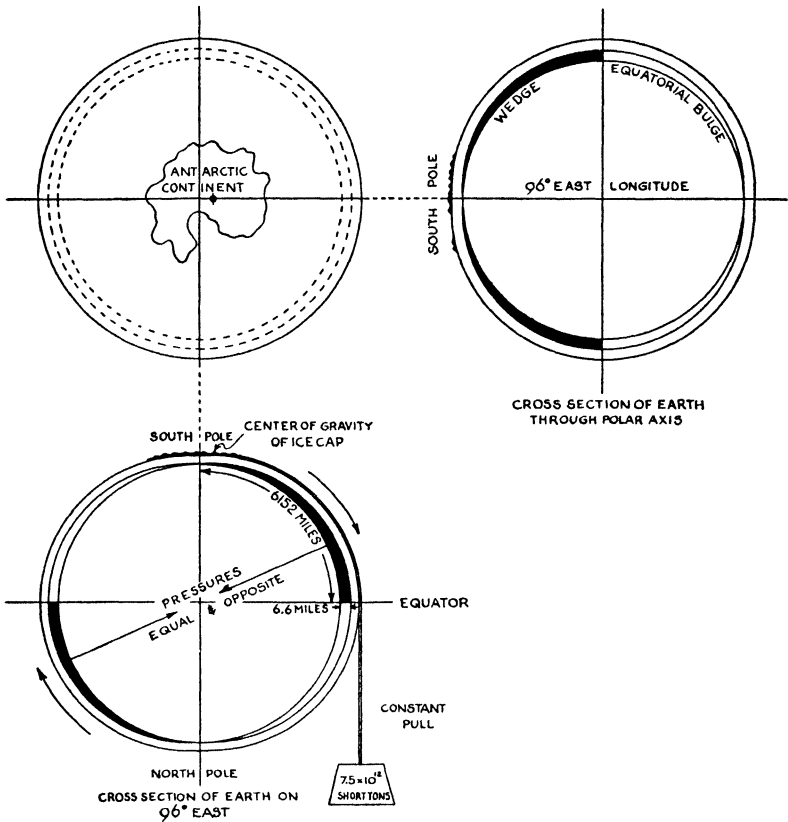 ANTARCTIC
CONTINENT
WEDGE
EQUATORIAL BULGE
SOUTH POLE
96° EAST LONGITUDE
CROSS SECTION OF EARTH
THROUGH POLAR AXIS
SOUTH POLE
CENTER OF GRAVITY
OF ICECAP
6152 MILES
PRESSURES
EQUAL & OPPOSITE
6.6 MILES
EQUATOR
CONSTANT
PULL
7.5 x 10¹²
SHORT TONS
NORTH POLE
CROSS SECTION OF EARTH ON
96° EAST